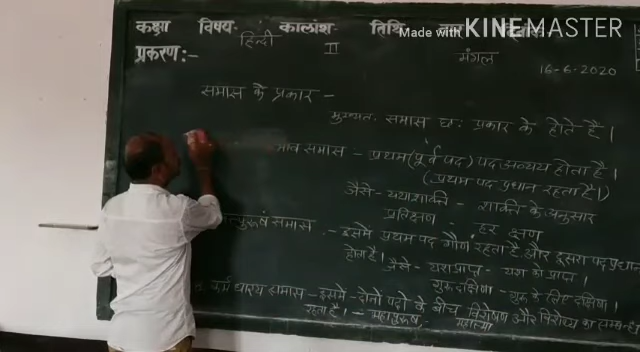 Made with KINEMASTER
कक्षा विषय- कालांश- तिथि
हिन्दी II मंगल
प्रकरण:-
16-6-2020
समास के प्रकार -
मुख्यतः समास छः प्रकार के होते हैं।
भाव समास - प्रथम (पूर्व पद) पद अव्यय होता है।
(प्रथम पद प्रधान रहता है।)
जैसे - यथाशक्ति - शक्ति के अनुसार
प्रतिक्षण - हर क्षण
तत्पुरुष समास - इसमें प्रथम पद गौण रहता है और दूसरा पद प्रधान
होता है। जैसे - यशप्राप्त - यश को प्राप्त।
गुरुदक्षिणा - गुरु के लिए दक्षिणा।
कर्मधारय समास - इसमें दोनों पदों के बीच विशेषण और विशेष्य का सम्बन्ध
रहता है। - महापुरुष,